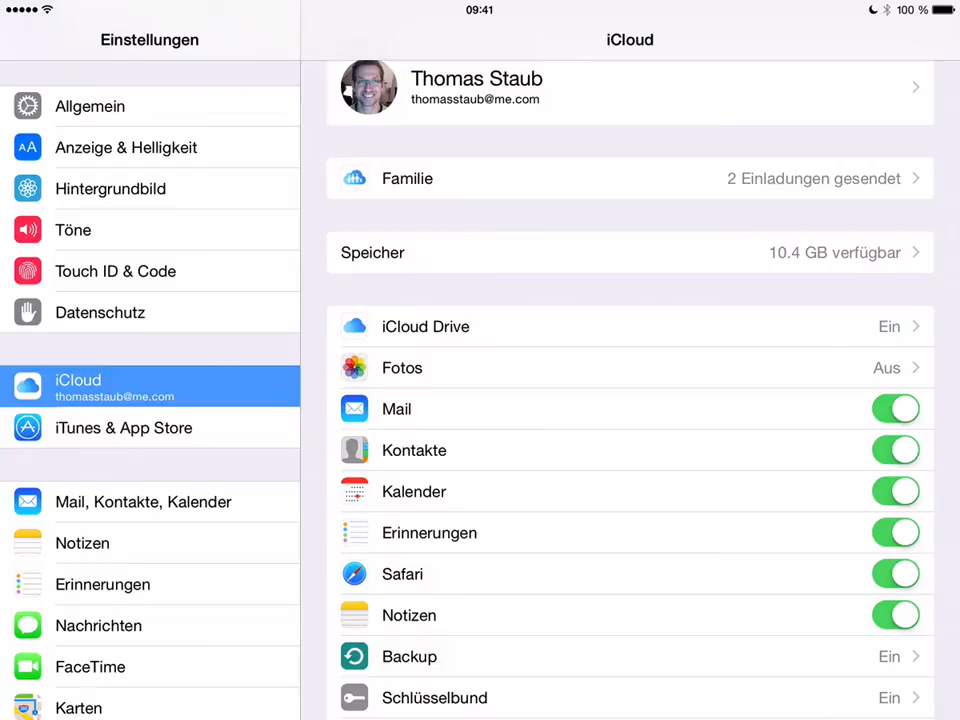 09:41
100 %
Einstellungen
Allgemein
AA
Anzeige & Helligkeit
Hintergrundbild
Töne
Touch ID & Code
Datenschutz
iCloud
thomasstaub@me.com
iTunes & App Store
Mail, Kontakte, Kalender
Notizen
Erinnerungen
Nachrichten
FaceTime
Karten
iCloud
Thomas Staub
thomasstaub@me.com
Familie 2 Einladungen gesendet
Speicher 10.4 GB verfügbar
iCloud Drive Ein
Fotos Aus
Mail
Kontakte
Kalender
Erinnerungen
Safari
Notizen
Backup Ein
Schlüsselbund Ein